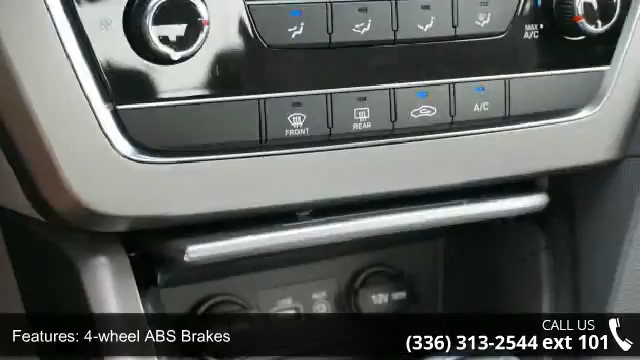 MAX
A/C
FRONT
REAR
A/C
12V
CALL US
Features: 4-wheel ABS Brakes
(336) 313-2544 ext 101